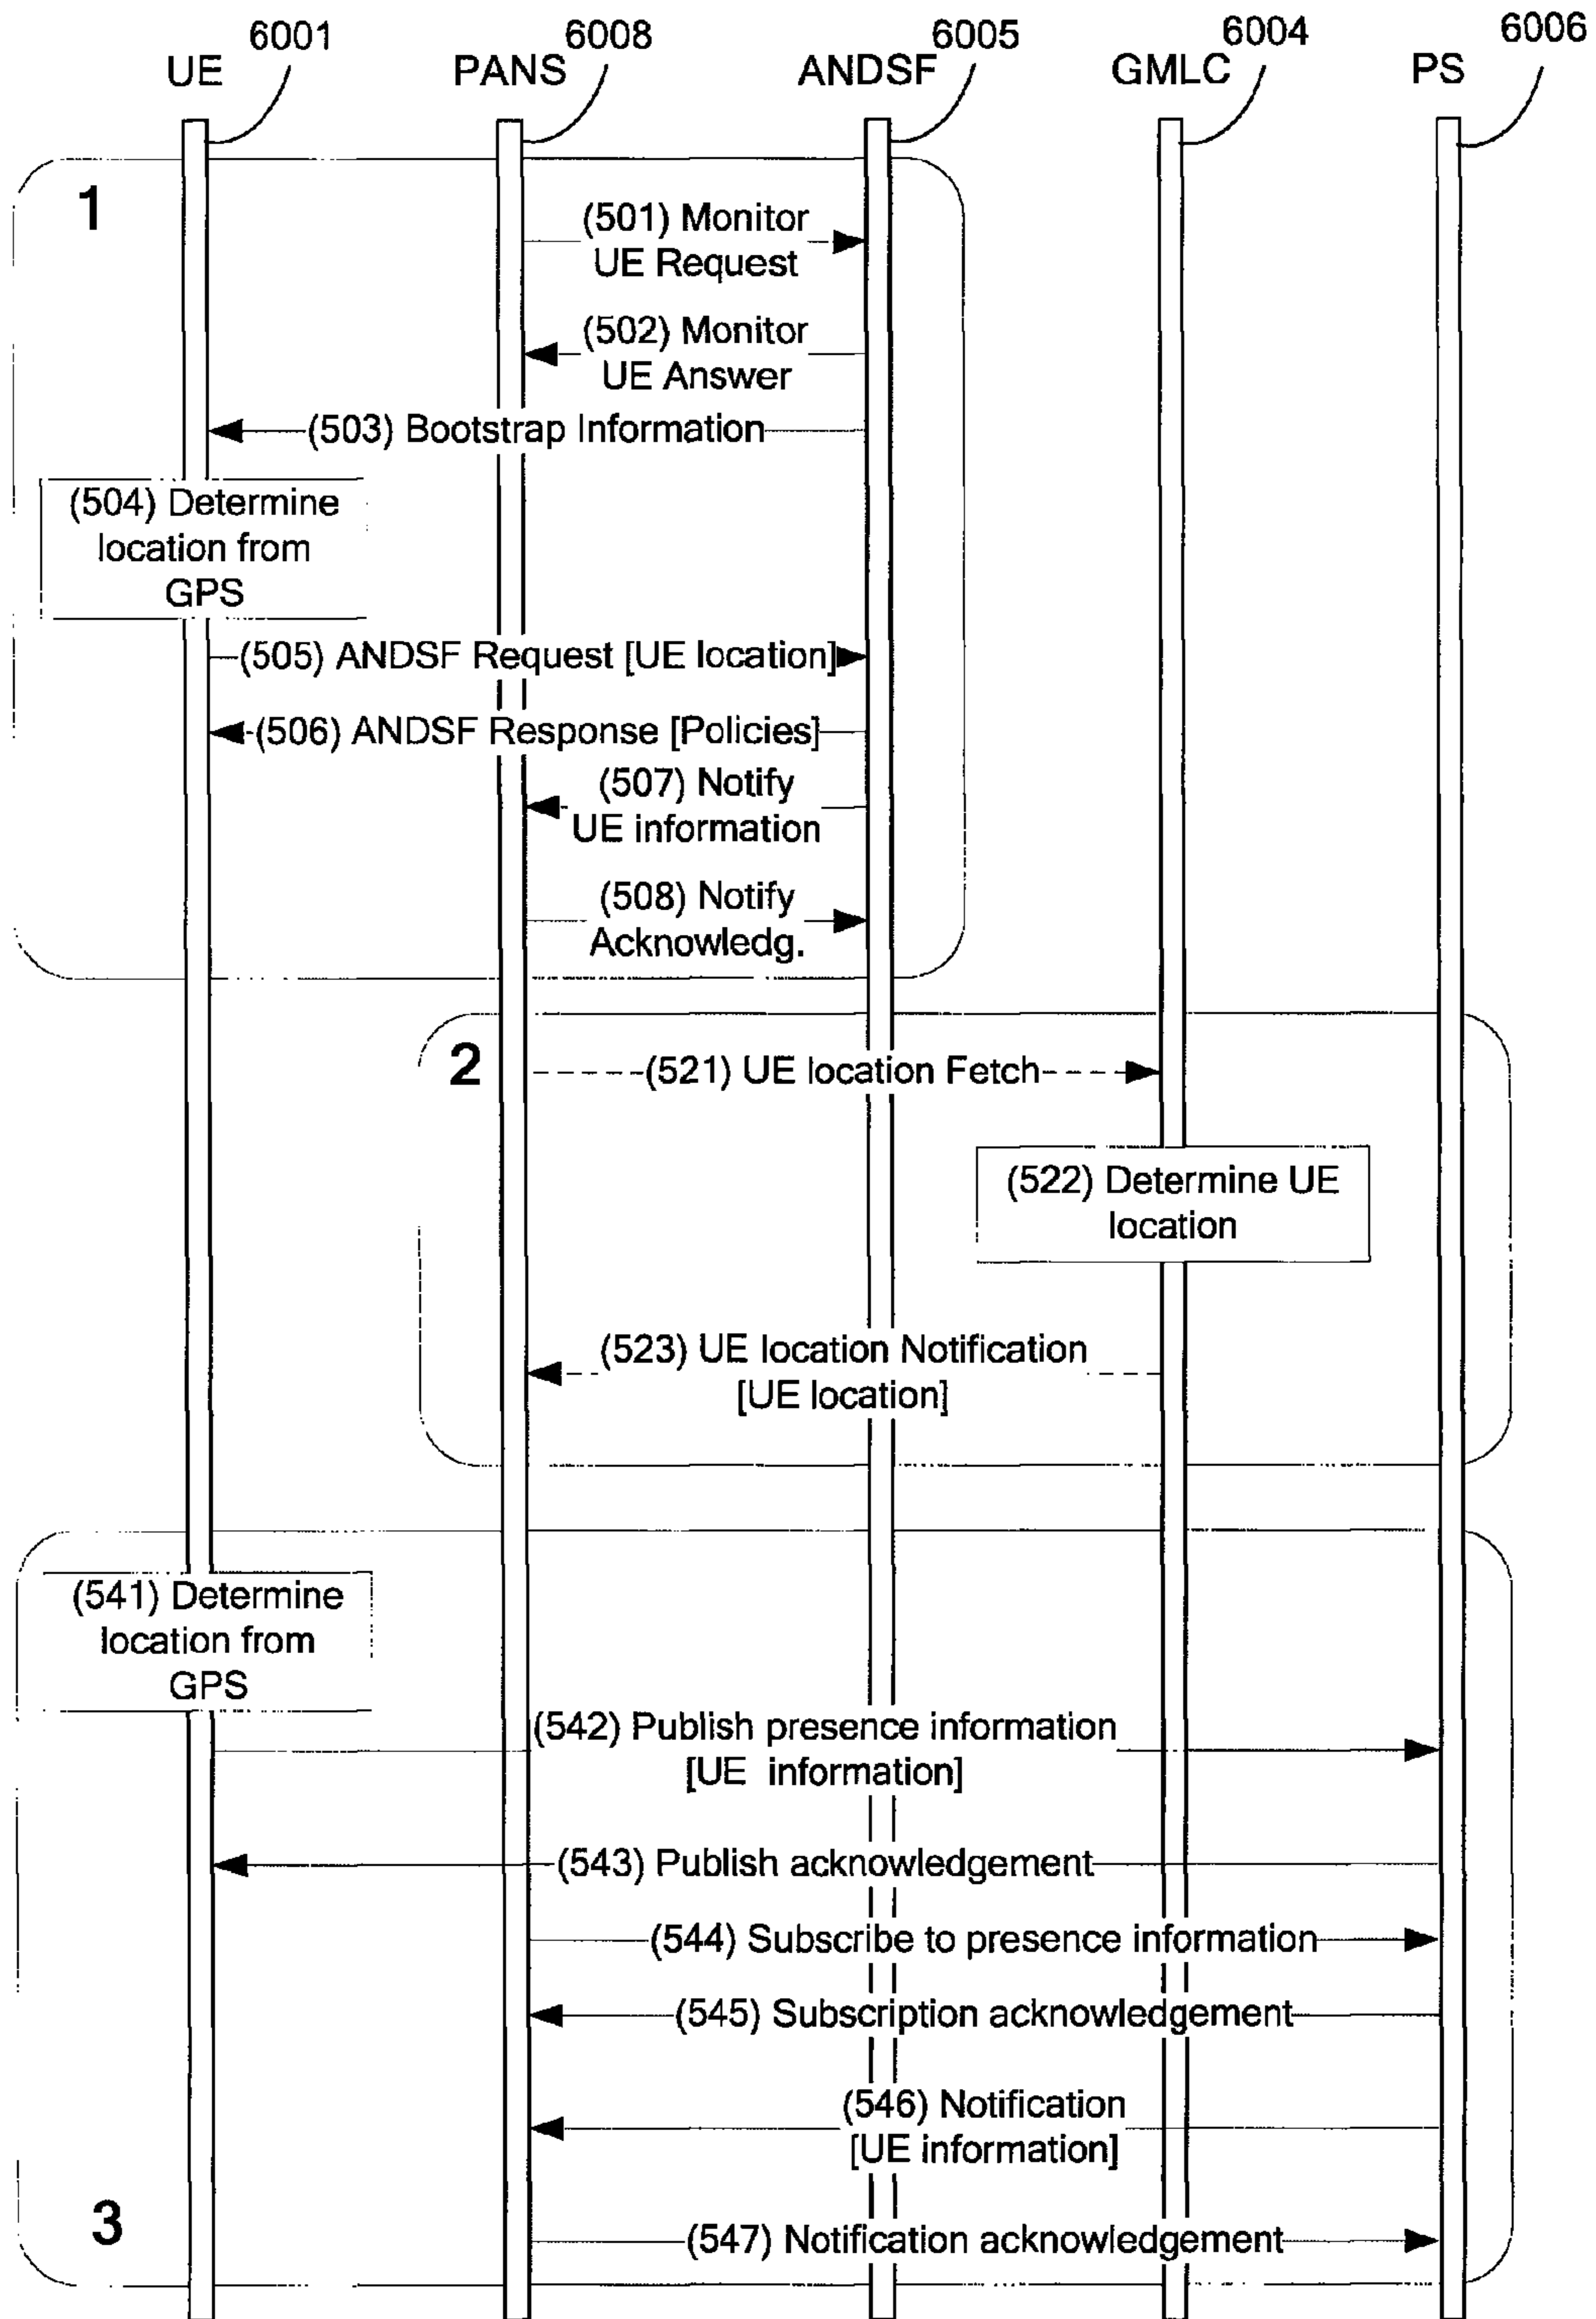 6001
6008
6005
6004
6006
UE
PANS
ANDSF
GMLC
PS
1
(501) Monitor
UE Request
(502) Monitor
UE Answer
(503) Bootstrap Information
(504) Determine
location from
GPS
(505) ANDSF Request [UE location]
(506) ANDSF Response [Policies]
(507) Notify
UE information
(508) Notify
Acknowledg.
2
(521) UE location Fetch
(522) Determine UE
location
(523) UE location Notification
[UE location]
(541) Determine
location from
GPS
(542) Publish presence information
[UE information]
(543) Publish acknowledgement
(544) Subscribe to presence information
(545) Subscription acknowledgement
(546) Notification
[UE information]
3
(547) Notification acknowledgement